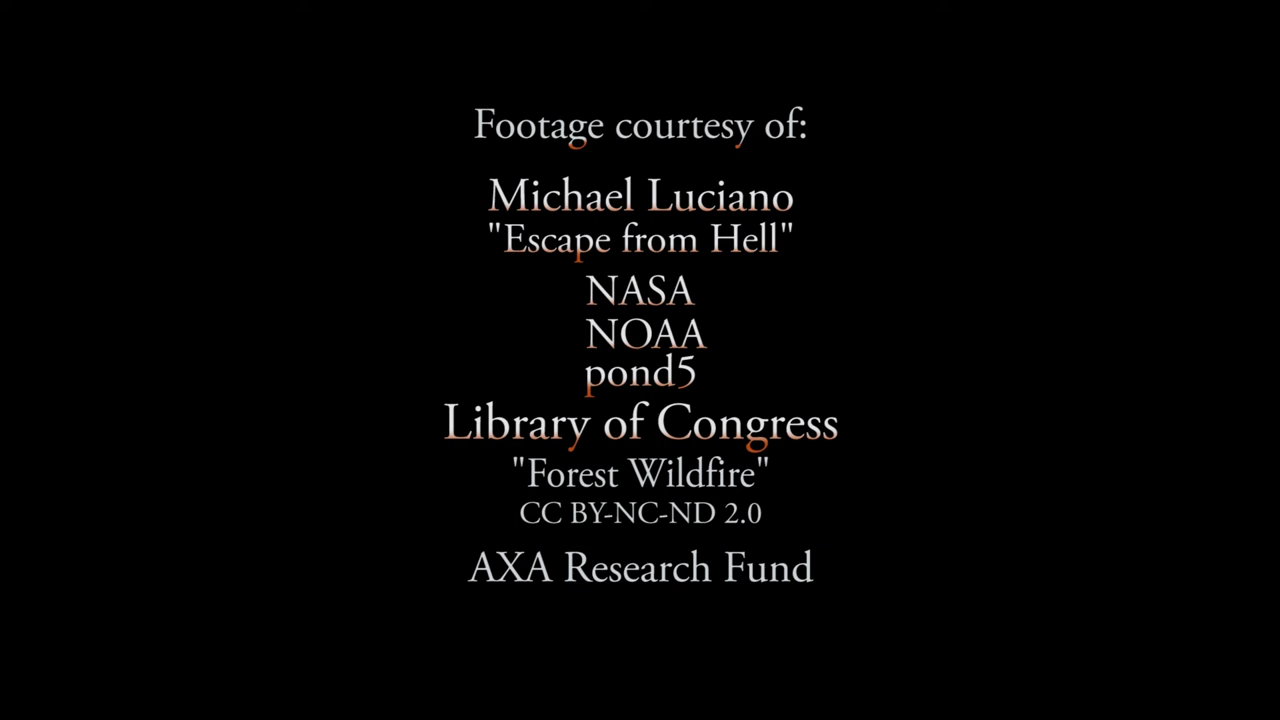 Footage courtesy of:
Michael Luciano
"Escape from Hell"
NASA
NOAA
pond5
Library of Congress
"Forest Wildfire"
CC BY-NC-ND 2.0
AXA Research Fund